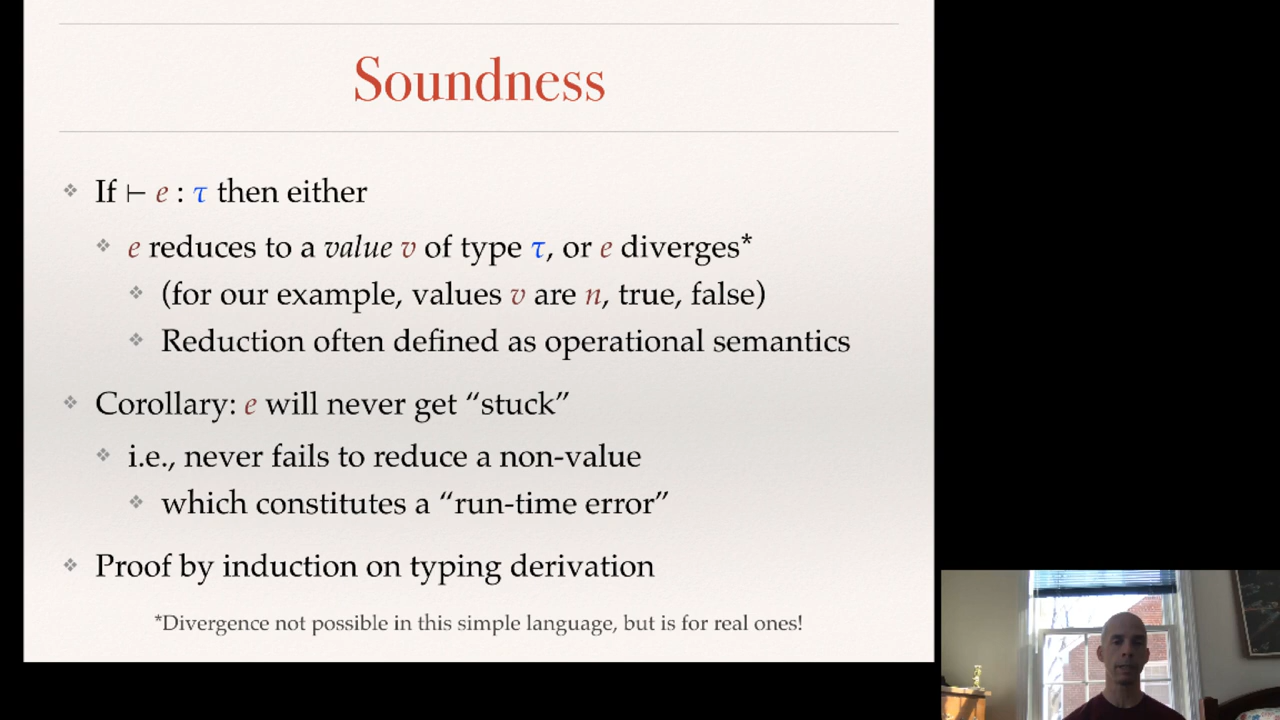 Soundness
If ⊢ e : τ then either
e reduces to a value v of type τ, or e diverges*
(for our example, values v are n, true, false)
Reduction often defined as operational semantics
Corollary: e will never get “stuck”
i.e., never fails to reduce a non-value
which constitutes a “run-time error”
Proof by induction on typing derivation
*Divergence not possible in this simple language, but is for real ones!